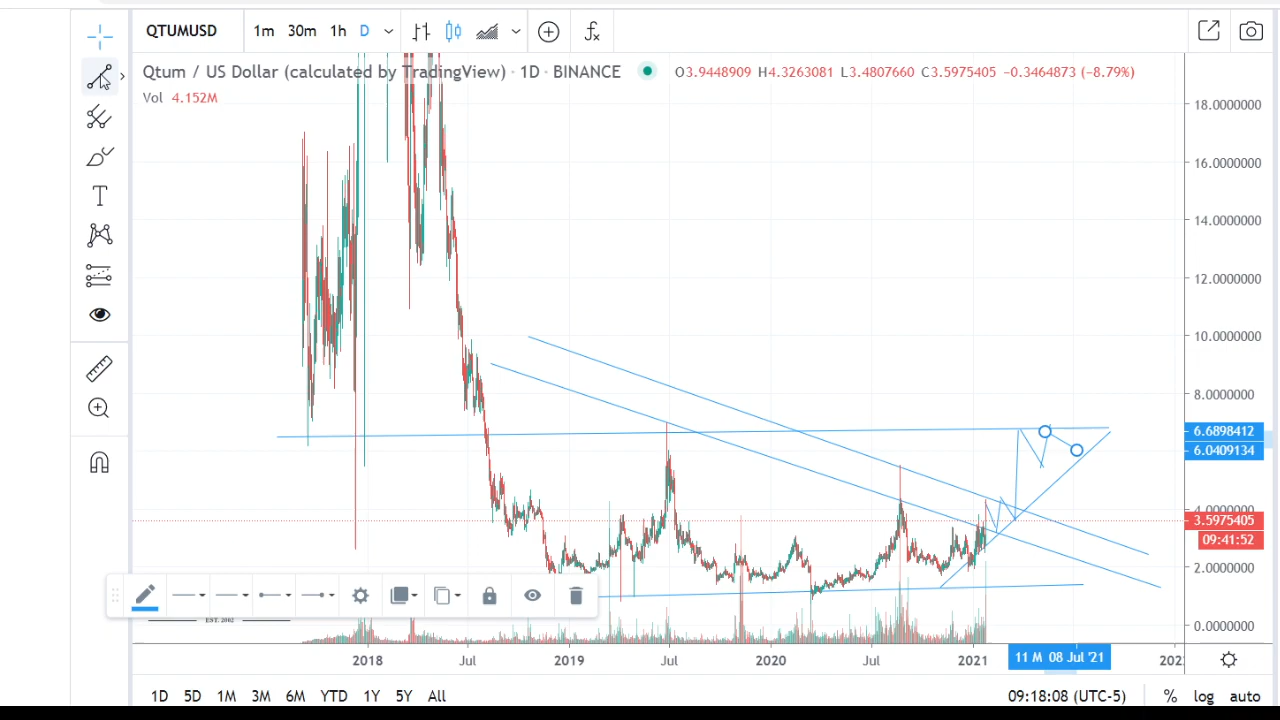 QTUMUSD 1m 30m 1h D
Qtum / US Dollar (calculated by TradingView) · 1D · BINANCE O3.9448909 H4.3263081 L3.4807660 C3.5975405 −0.3464873 (−8.79%)
Vol 4.152M
18.0000000
16.0000000
14.0000000
12.0000000
10.0000000
8.0000000
6.6898412
6.0409134
4.0000000
3.5975405
09:41:52
2.0000000
EST. 2002
0.0000000
2018 Jul 2019 Jul 2020 Jul 2021 11 M 08 Jul '21
1D 5D 1M 3M 6M YTD 1Y 5Y All 09:18:08 (UTC-5) % log auto